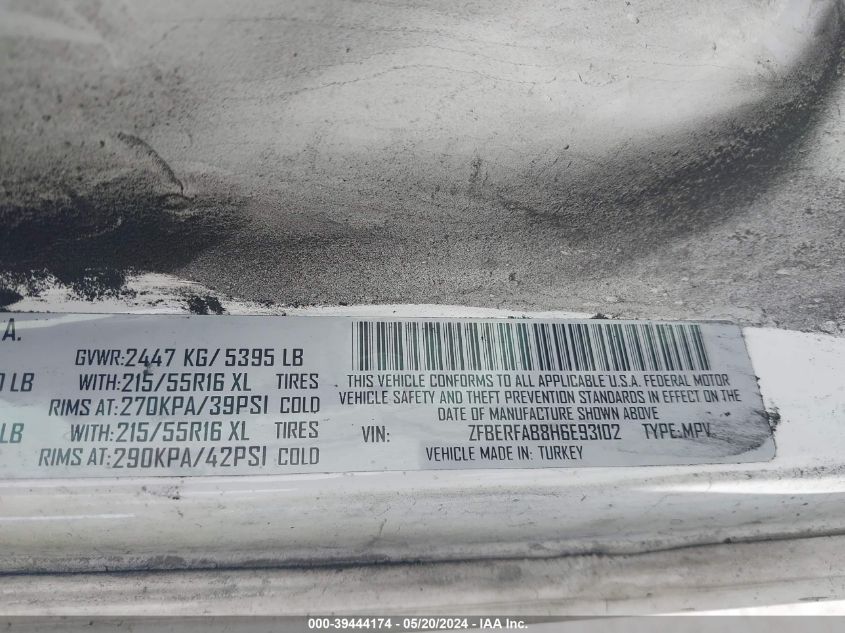 A.
GVWR:2447 KG/ 5395 LB
LB WITH:215/55R16 XL TIRES
RIMS AT:270KPA/39PSI COLD
LB WITH:215/55R16 XL TIRES
RIMS AT:290KPA/42PSI COLD
THIS VEHICLE CONFORMS TO ALL APPLICABLE U.S.A. FEDERAL MOTOR
VEHICLE SAFETY AND THEFT PREVENTION STANDARDS IN EFFECT ON THE
DATE OF MANUFACTURE SHOWN ABOVE
VIN: ZFBERFAB8H6E93102 TYPE:MPV
VEHICLE MADE IN: TURKEY
000-39444174 - 05/20/2024 - IAA Inc.